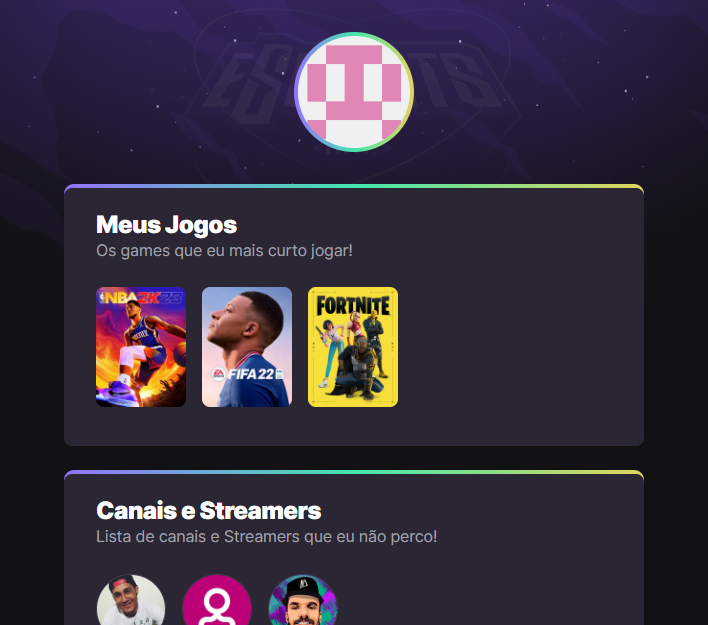 ESPORTS
Meus Jogos
Os games que eu mais curto jogar!
NBA 2K23
FIFA 22
FORTNITE
Canais e Streamers
Lista de canais e Streamers que eu não perco!